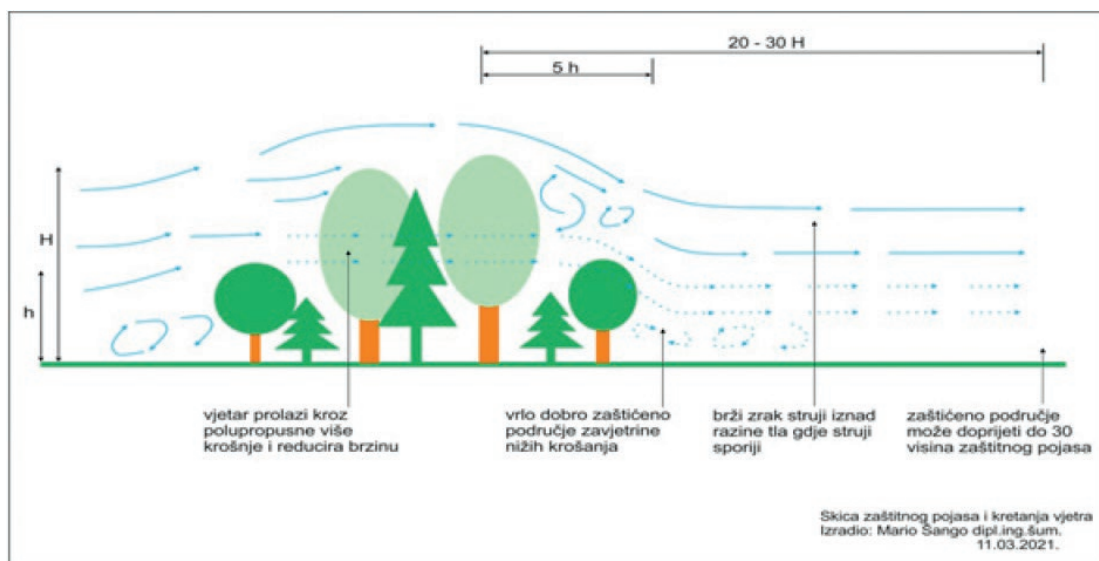 20 - 30 H
5 h
H
h
vjetar prolazi kroz
polupropusne više
krošnje i reducira brzinu
vrlo dobro zaštićeno
područje zavjetrine
nižih krošanja
brži zrak struji iznad
razine tla gdje struji
sporiji
zaštićeno područje
može doprijeti do 30
visina zaštitnog pojasa
Skica zaštitnog pojasa i kretanja vjetra
Izradio: Mario Šango dipl.ing.šum.
11.03.2021.